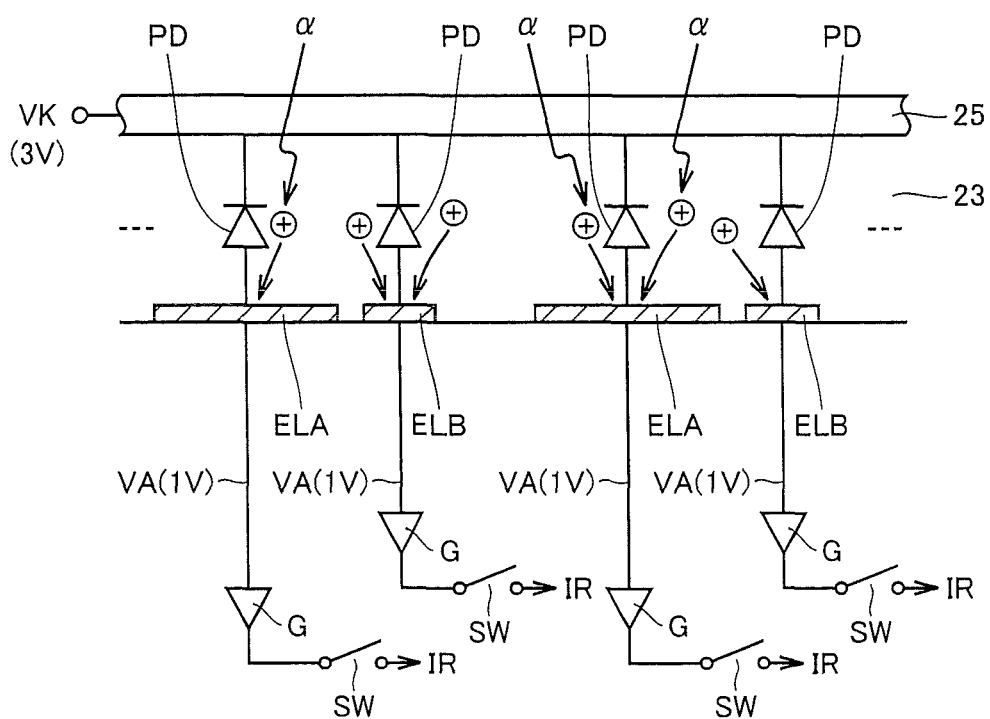 PD α PD α PD α PD
VK
(3V)
25
23
⊕ ⊕ ⊕ ⊕ ⊕ ⊕
--- ---
ELA ELB ELA ELB
VA(1V) VA(1V) VA(1V) VA(1V)
G G
IR IR
SW SW
G G
IR IR
SW SW